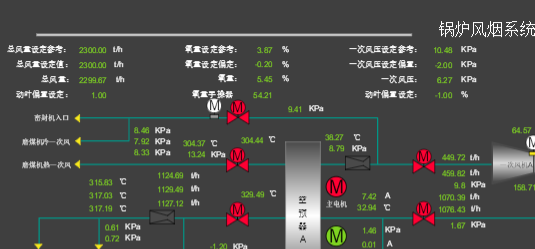 锅炉风烟系统
总风量设定参考: 2300.00 t/h 氧量设定参考: 3.87 % 一次风压设定参考: 10.48 KPa
总风量设定值: 2300.00 t/h 氧量设定偏定: -0.20 % 一次风压设定偏置: -2.00 KPa
总风量: 2299.67 t/h 氧量: 5.45 % 一次风压: 6.27 KPa
动叶偏置设定: 1.00 氧量手操器 54.21 动叶偏置设定: -1.00 %
M 9.41 KPa
密封机入口
8.46 KPa 36.27 ℃ 64.57
磨煤机冷一次风 7.92 KPa 304.37 ℃ 304.44 ℃ 8.79 KPa
8.33 KPa 13.24 KPa 449.72 t/h 一次风机A
磨煤机热一次风 459.82 t/h
1124.69 t/h M 9.8 KPa 158.71
315.83 ℃ 1129.49 t/h 329.49 ℃ 空预器A 主电机 7.42 A 1070.39 t/h
317.03 ℃ 1127.12 t/h 32.94 ℃ 1076.43 t/h
317.19 ℃ 1.67 KPa
0.61 KPa M 1.46 KPa
0.72 KPa -1.20 KPa 0.01 A